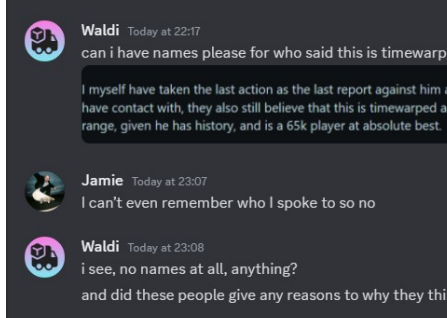 Waldi Today at 22:17
can i have names please for who said this is timewarp
I myself have taken the last action as the last report against him
have contact with, they also still believe that this is timewarped
range, given he has history, and is a 65k player at absolute best.
Jamie Today at 23:07
I can't even remember who I spoke to so no
Waldi Today at 23:08
i see, no names at all, anything?
and did these people give any reasons to why they thi